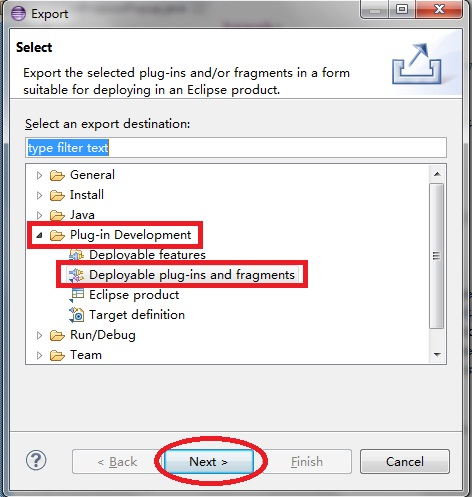 Export
Select
Export the selected plug-ins and/or fragments in a form
suitable for deploying in an Eclipse product.
Select an export destination:
type filter text
General
Install
Java
Plug-in Development
Deployable features
Deployable plug-ins and fragments
Eclipse product
Target definition
Run/Debug
Team
?
< Back
Next >
Finish
Cancel